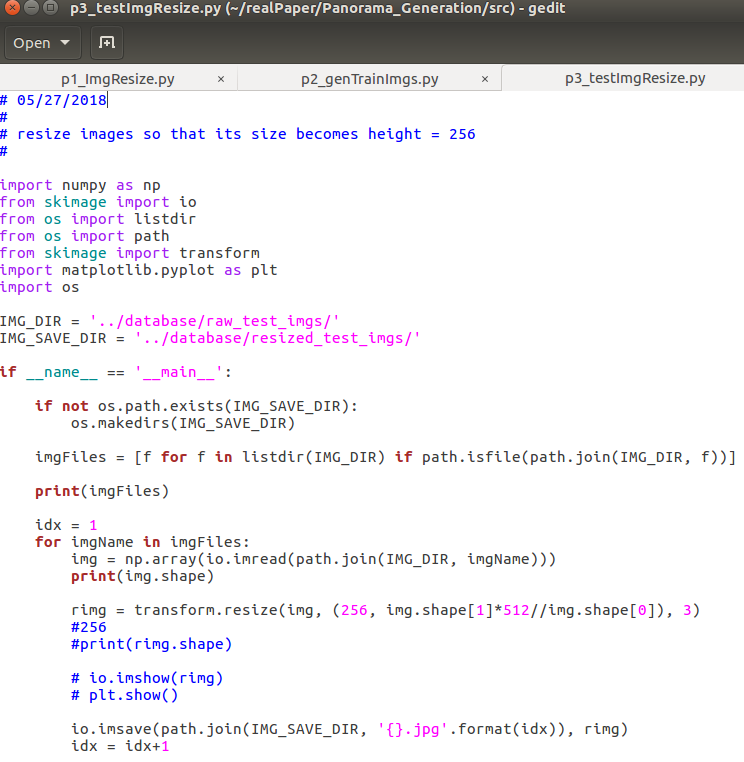 p3_testImgResize.py (~/realPaper/Panorama_Generation/src) - gedit
Open
p1_ImgResize.py × p2_genTrainImgs.py × p3_testImgResize.py
# 05/27/2018
#
# resize images so that its size becomes height = 256
#
import numpy as np
from skimage import io
from os import listdir
from os import path
from skimage import transform
import matplotlib.pyplot as plt
import os
IMG_DIR = '../database/raw_test_imgs/'
IMG_SAVE_DIR = '../database/resized_test_imgs/'
if __name__ == '__main__':
    if not os.path.exists(IMG_SAVE_DIR):
        os.makedirs(IMG_SAVE_DIR)
    imgFiles = [f for f in listdir(IMG_DIR) if path.isfile(path.join(IMG_DIR, f))]
    print(imgFiles)
    idx = 1
    for imgName in imgFiles:
        img = np.array(io.imread(path.join(IMG_DIR, imgName)))
        print(img.shape)
        rimg = transform.resize(img, (256, img.shape[1]*512//img.shape[0]), 3)
        #256
        #print(rimg.shape)
        # io.imshow(rimg)
        # plt.show()
        io.imsave(path.join(IMG_SAVE_DIR, '{}.jpg'.format(idx)), rimg)
        idx = idx+1